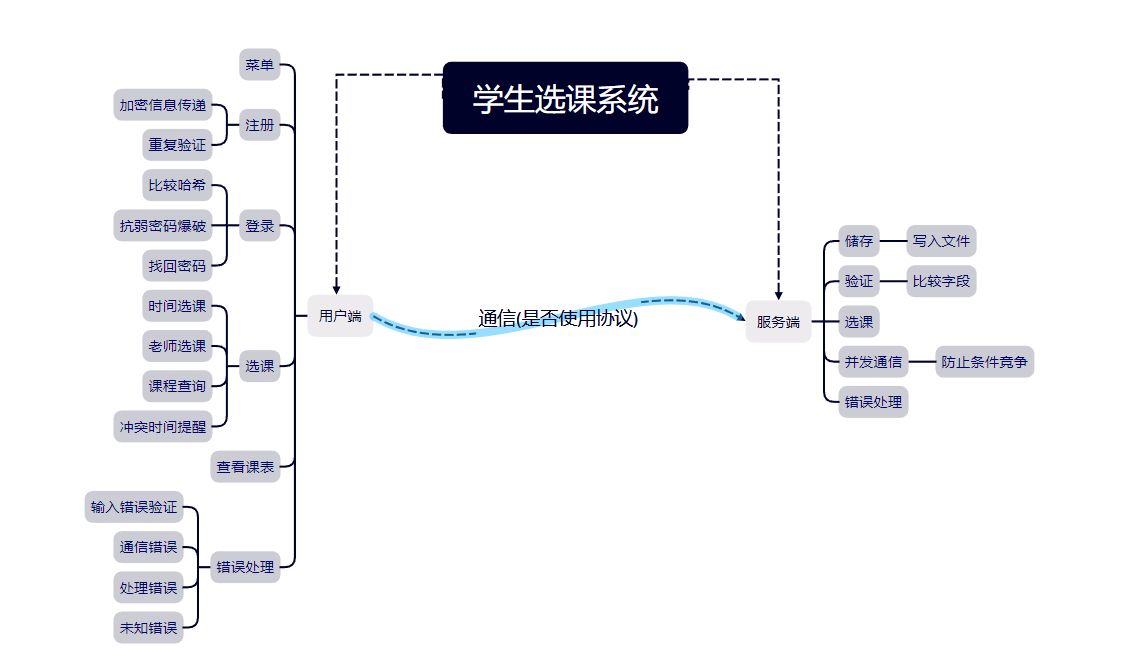 学生选课系统
菜单
加密信息传递
注册
重复验证
比较哈希
抗弱密码爆破
登录
找回密码
时间选课
老师选课
选课
课程查询
冲突时间提醒
查看课表
输入错误验证
通信错误
错误处理
处理错误
未知错误
用户端
通信(是否使用协议)
服务端
储存
写入文件
验证
比较字段
选课
并发通信
防止条件竞争
错误处理